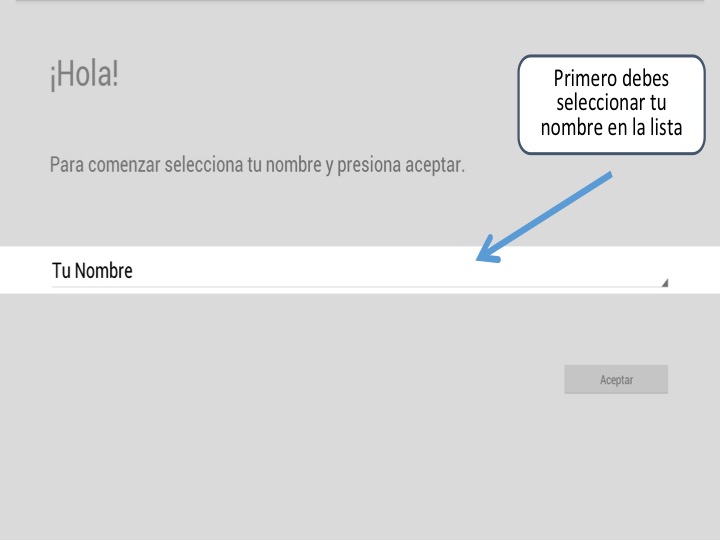 ¡Hola!
Primero debes
seleccionar tu
nombre en la lista
Para comenzar selecciona tu nombre y presiona aceptar.
Tu Nombre
Aceptar